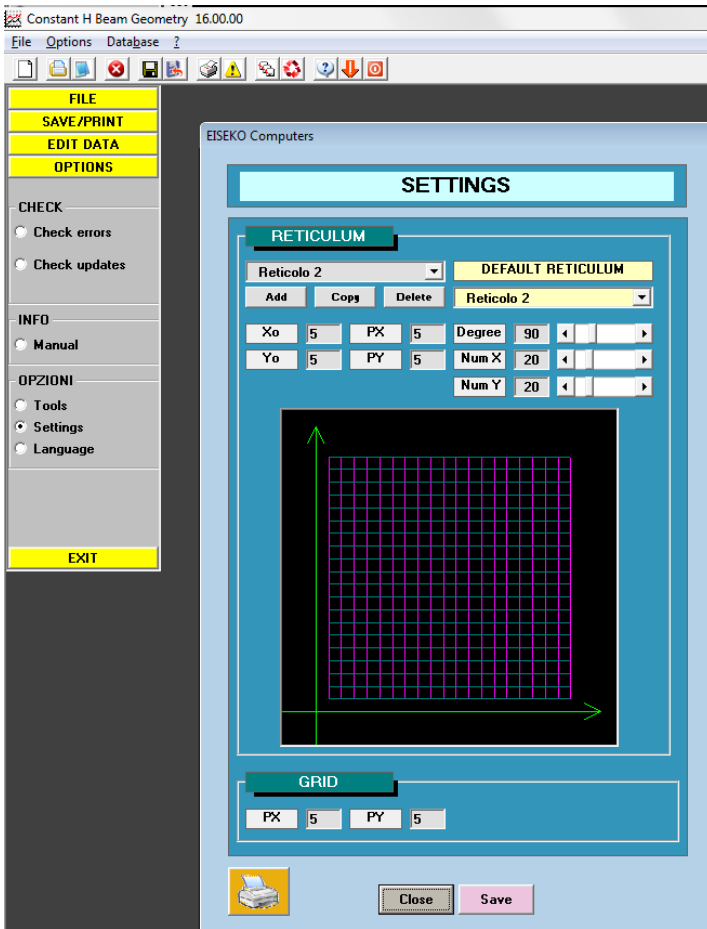 Constant H Beam Geometry 16.00.00
File Options Database ?
FILE
SAVE/PRINT
EDIT DATA
OPTIONS
CHECK
Check errors
Check updates
INFO
Manual
OPZIONI
Tools
Settings
Language
EXIT
EISEKO Computers
SETTINGS
RETICULUM
Reticolo 2
DEFAULT RETICULUM
Add Copy Delete
Reticolo 2
Xo 5 PX 5 Degree 90
Yo 5 PY 5 Num X 20
Num Y 20
GRID
PX 5 PY 5
Close Save